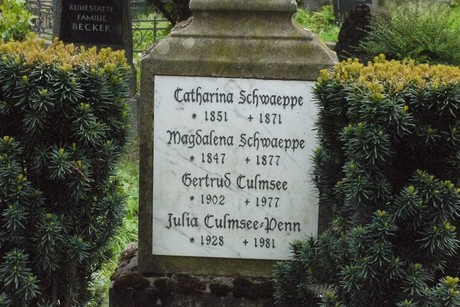 RUHESTÄTTE
FAMILIE
BECKER
Catharina Schwaeppe
* 1851 + 1871
Magdalena Schwaeppe
* 1847 + 1877
Gertrud Culmsee
* 1902 + 1977
Julia Culmsee-Penn
* 1928 + 1981